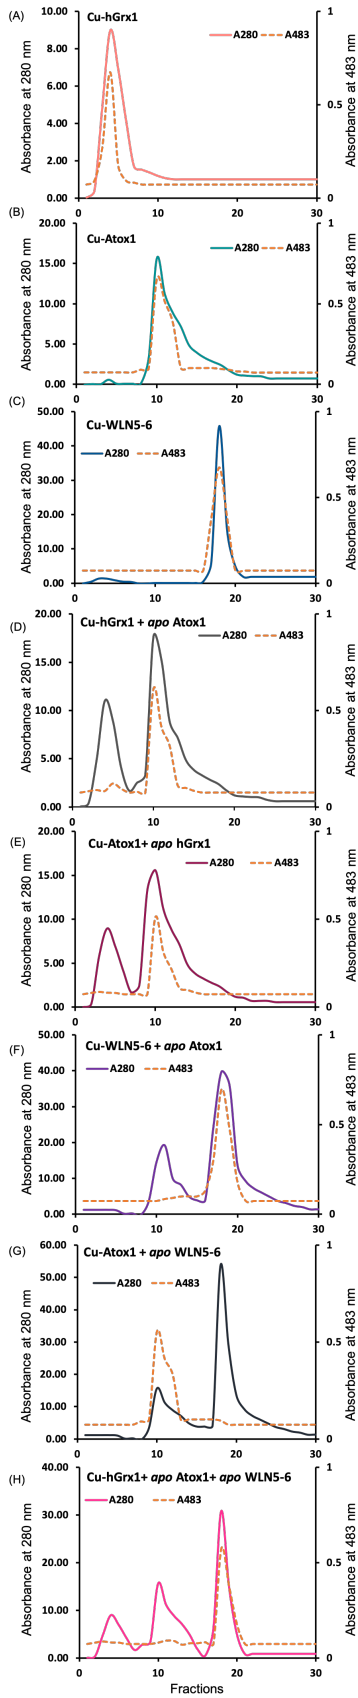 (A)
Cu-hGrx1
A280 A483
Absorbance at 280 nm
Absorbance at 483 nm
10.00 1
8.00
6.00
0.5
4.00
2.00
0.00 0
0 10 20 30
(B)
Cu-Atox1
A280 A483
Absorbance at 280 nm
Absorbance at 483 nm
20.00 1
15.00
10.00 0.5
5.00
0.00 0
0 10 20 30
(C)
Cu-WLN5-6
A280 A483
Absorbance at 280 nm
Absorbance at 483 nm
50.00 1
40.00
30.00
0.5
20.00
10.00
0.00 0
0 10 20 30
(D)
Cu-hGrx1 + apo Atox1
A280 A483
Absorbance at 280 nm
Absorbance at 483 nm
20.00 1
15.00
10.00 0.5
5.00
0.00 0
0 10 20 30
(E)
Cu-Atox1+ apo hGrx1
A280 A483
Absorbance at 280 nm
Absorbance at 483 nm
20.00 1
15.00
10.00 0.5
5.00
0.00 0
0 10 20 30
(F)
Cu-WLN5-6 + apo Atox1
A280 A483
Absorbance at 280 nm
Absorbance at 483 nm
50.00 1
40.00
30.00
0.5
20.00
10.00
0.00 0
0 10 20 30
(G)
Cu-Atox1 + apo WLN5-6
A280 A483
Absorbance at 280 nm
Absorbance at 483 nm
60.00 1
50.00
40.00
30.00 0.5
20.00
10.00
0.00 0
0 10 20 30
(H)
Cu-hGrx1+ apo Atox1+ apo WLN5-6
A280 A483
Absorbance at 280 nm
Absorbance at 483 nm
40.00 1
30.00
20.00 0.5
10.00
0.00 0
0 10 20 30
Fractions